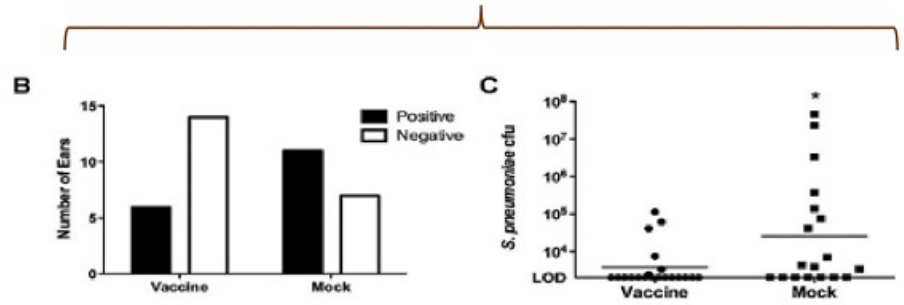 B
Number of Ears
15
10
5
0
Positive
Negative
Vaccine
Mock
C
S. pneumoniae cfu
10⁸
10⁷
10⁶
10⁵
10⁴
LOD
*
Vaccine
Mock